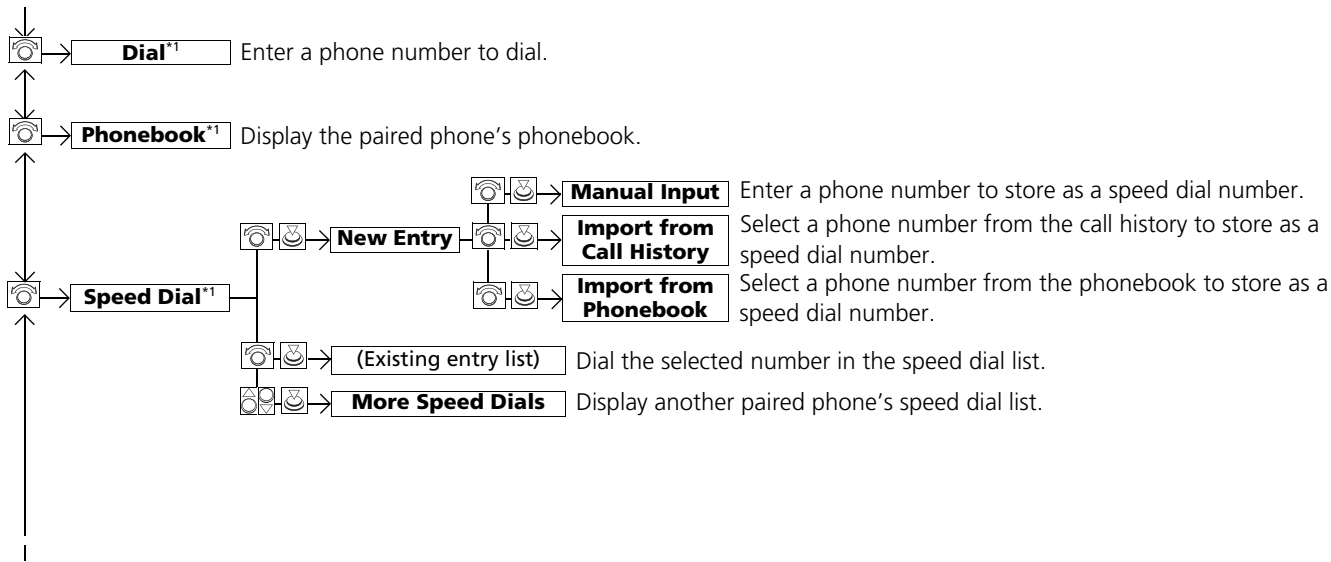 Dial*1 Enter a phone number to dial.
Phonebook*1 Display the paired phone’s phonebook.
Manual Input Enter a phone number to store as a speed dial number.
New Entry
Import from
Call History
Select a phone number from the call history to store as a
speed dial number.
Speed Dial*1
Import from
Phonebook
Select a phone number from the phonebook to store as a
speed dial number.
(Existing entry list) Dial the selected number in the speed dial list.
More Speed Dials Display another paired phone’s speed dial list.